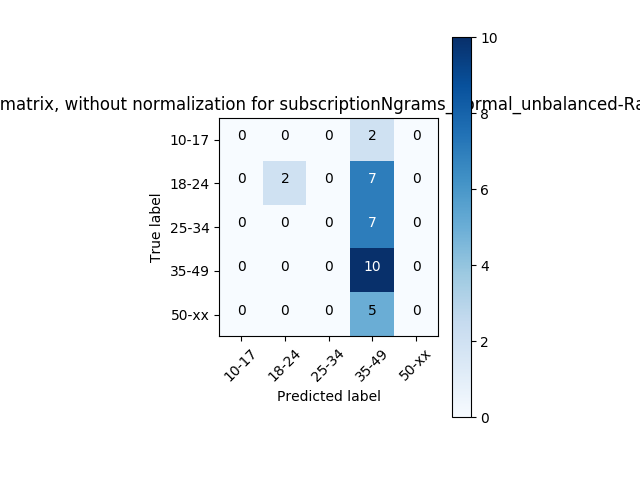 matrix, without normalization for subscriptionNgrams_normal_unbalanced-Ra
10
8
6
4
2
0
True label
10-17 0 0 0 2 0
18-24 0 2 0 7 0
25-34 0 0 0 7 0
35-49 0 0 0 10 0
50-xx 0 0 0 5 0
10-17 18-24 25-34 35-49 50-xx
Predicted label